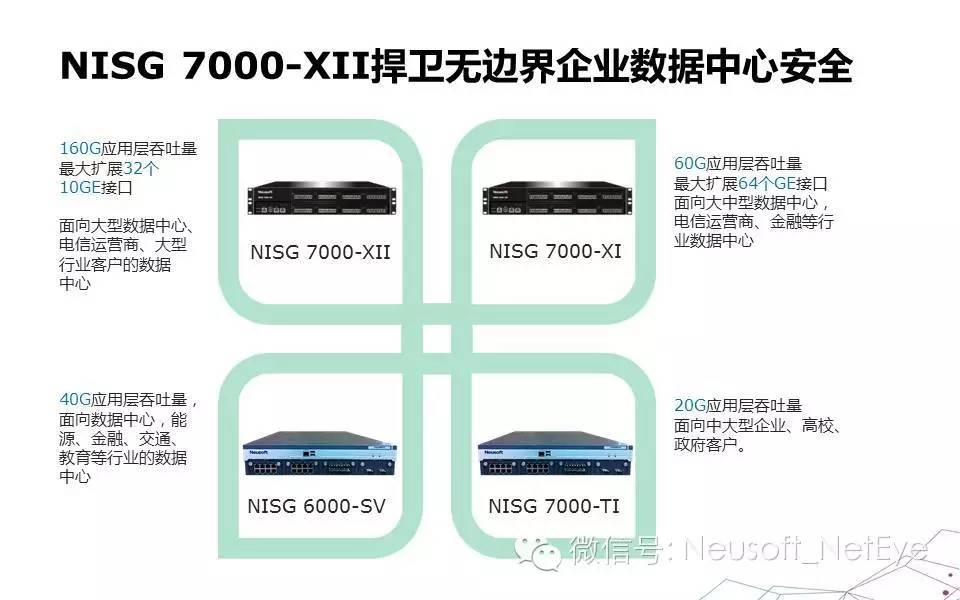 NISG 7000-XII捍卫无边界企业数据中心安全
160G应用层吞吐量
最大扩展32个
10GE接口
面向大型数据中心、
电信运营商、大型
行业客户的数据
中心
Neusoft
NISG 7000-XII
Neusoft
NISG 7000-XI
60G应用层吞吐量
最大扩展64个GE接口
面向大中型数据中心，
电信运营商、金融等行
业数据中心
40G应用层吞吐量，
面向数据中心，能
源、金融、交通、
教育等行业的数据
中心
Neusoft
NISG 6000-SV
Neusoft
NISG 7000-TI
20G应用层吞吐量
面向中大型企业、高校、
政府客户。
微信号: Neusoft_NetEye